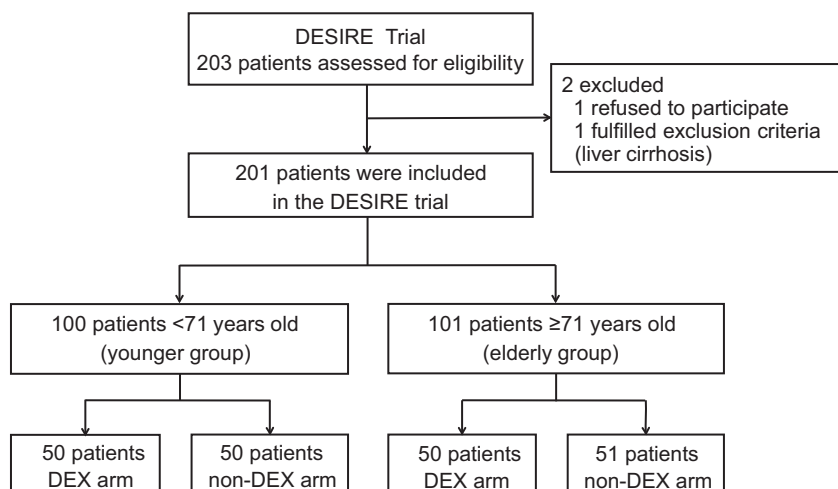 DESIRE Trial
203 patients assessed for eligibility
2 excluded
1 refused to participate
1 fulfilled exclusion criteria
(liver cirrhosis)
201 patients were included
in the DESIRE trial
100 patients <71 years old
(younger group)
101 patients ≥71 years old
(elderly group)
50 patients
DEX arm
50 patients
non-DEX arm
50 patients
DEX arm
51 patients
non-DEX arm